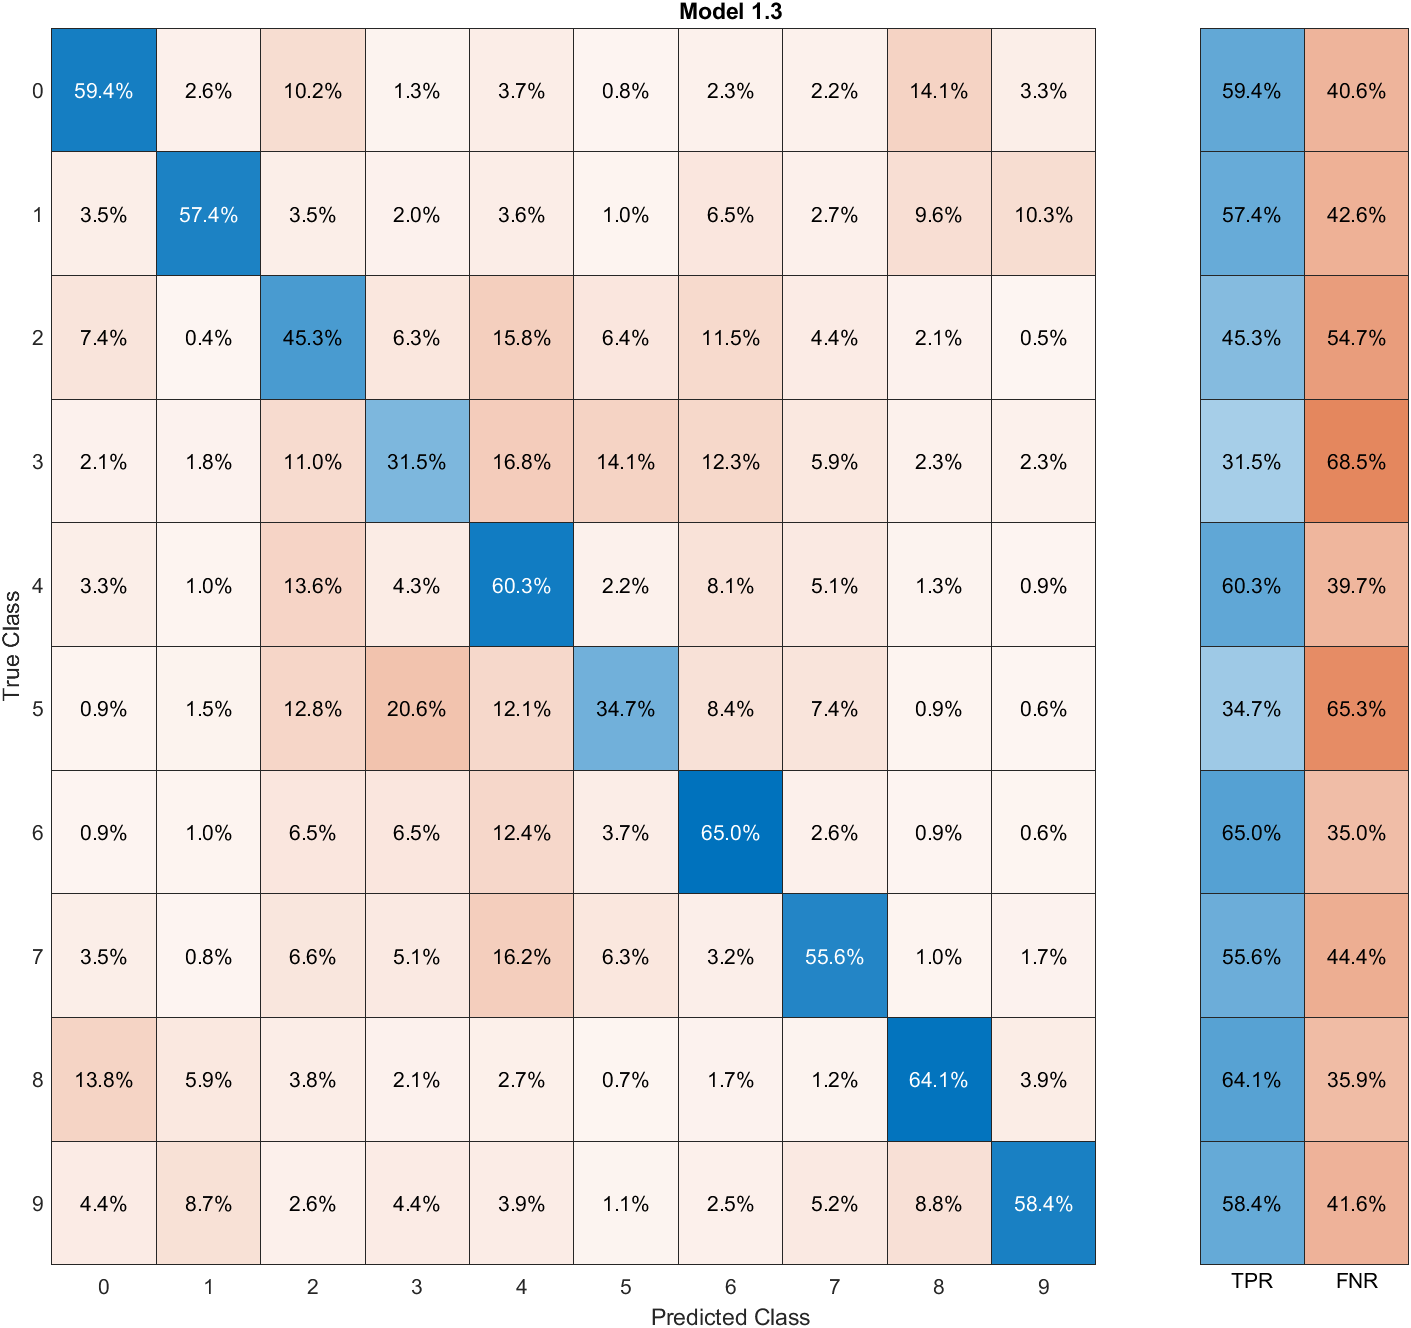 Model 1.3
0 59.4% 2.6% 10.2% 1.3% 3.7% 0.8% 2.3% 2.2% 14.1% 3.3% 59.4% 40.6%
1 3.5% 57.4% 3.5% 2.0% 3.6% 1.0% 6.5% 2.7% 9.6% 10.3% 57.4% 42.6%
2 7.4% 0.4% 45.3% 6.3% 15.8% 6.4% 11.5% 4.4% 2.1% 0.5% 45.3% 54.7%
3 2.1% 1.8% 11.0% 31.5% 16.8% 14.1% 12.3% 5.9% 2.3% 2.3% 31.5% 68.5%
4 3.3% 1.0% 13.6% 4.3% 60.3% 2.2% 8.1% 5.1% 1.3% 0.9% 60.3% 39.7%
True Class
5 0.9% 1.5% 12.8% 20.6% 12.1% 34.7% 8.4% 7.4% 0.9% 0.6% 34.7% 65.3%
6 0.9% 1.0% 6.5% 6.5% 12.4% 3.7% 65.0% 2.6% 0.9% 0.6% 65.0% 35.0%
7 3.5% 0.8% 6.6% 5.1% 16.2% 6.3% 3.2% 55.6% 1.0% 1.7% 55.6% 44.4%
8 13.8% 5.9% 3.8% 2.1% 2.7% 0.7% 1.7% 1.2% 64.1% 3.9% 64.1% 35.9%
9 4.4% 8.7% 2.6% 4.4% 3.9% 1.1% 2.5% 5.2% 8.8% 58.4% 58.4% 41.6%
0 1 2 3 4 5 6 7 8 9 TPR FNR
Predicted Class